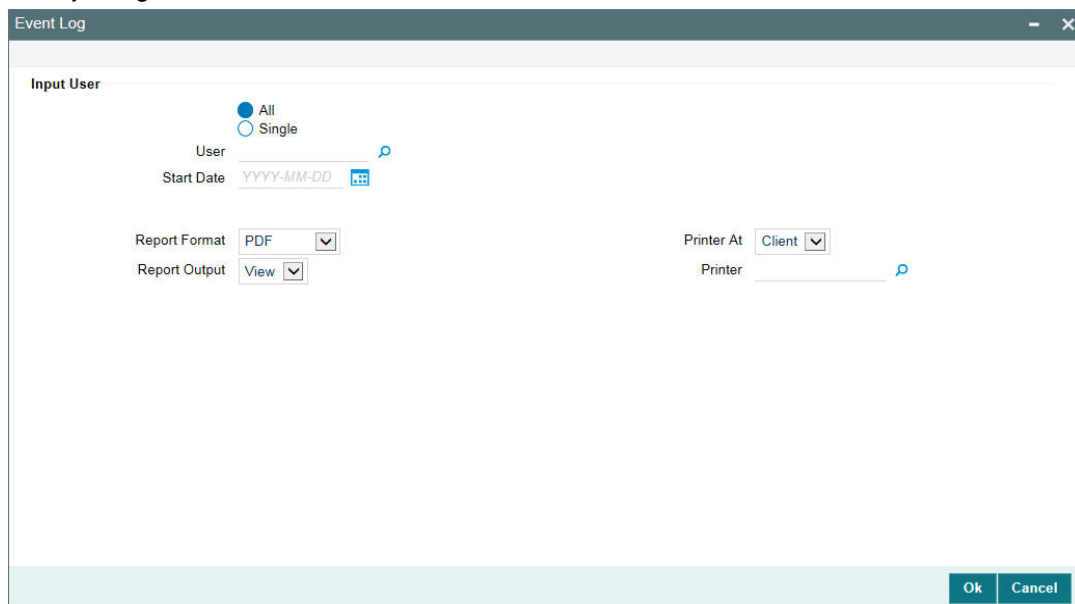 Event Log
Input User
All
Single
User
Start Date YYYY-MM-DD
Report Format PDF
Printer At Client
Report Output View
Printer
Ok Cancel